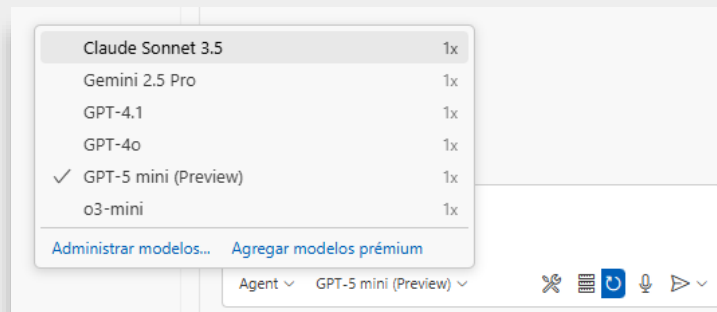 Claude Sonnet 3.5 1x
Gemini 2.5 Pro 1x
GPT-4.1 1x
GPT-4o 1x
GPT-5 mini (Preview) 1x
o3-mini 1x
Administrar modelos... Agregar modelos prémium
Agent GPT-5 mini (Preview)